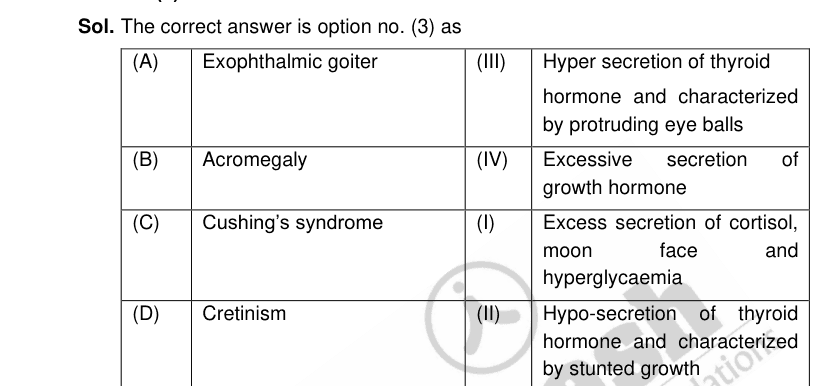 Sol. The correct answer is option no. (3) as
(A) Exophthalmic goiter (III) Hyper secretion of thyroid
hormone and characterized
by protruding eye balls
(B) Acromegaly (IV) Excessive secretion of
growth hormone
(C) Cushing's syndrome (I) Excess secretion of cortisol,
moon face and
hyperglycaemia
(D) Cretinism (II) Hypo-secretion of thyroid
hormone and characterized
by stunted growth